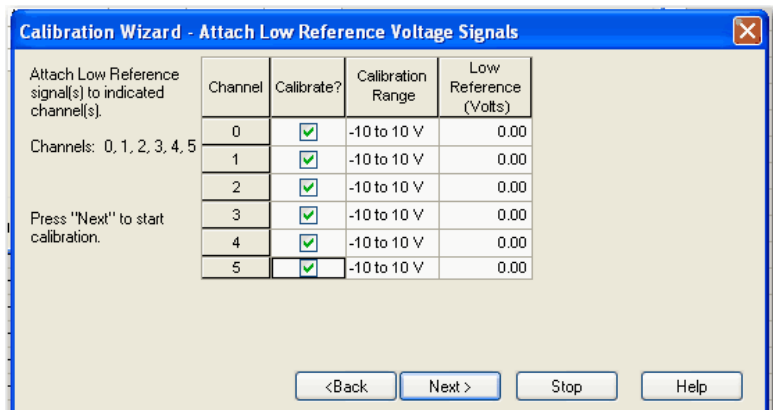 Calibration Wizard - Attach Low Reference Voltage Signals
Attach Low Reference
signal(s) to indicated
channel(s).
Channels: 0, 1, 2, 3, 4, 5
Press "Next" to start
calibration.
Channel Calibrate? Calibration Range Low Reference (Volts)
0 -10 to 10 V 0.00
1 -10 to 10 V 0.00
2 -10 to 10 V 0.00
3 -10 to 10 V 0.00
4 -10 to 10 V 0.00
5 -10 to 10 V 0.00
<Back Next > Stop Help